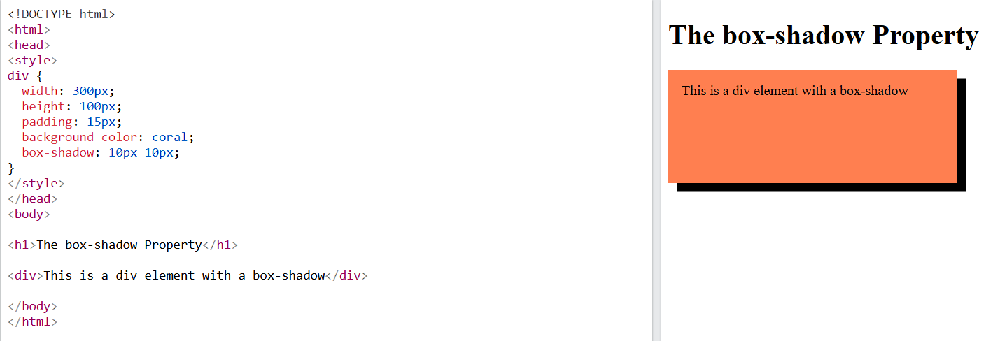 <!DOCTYPE html>
<html>
<head>
<style>
div {
  width: 300px;
  height: 100px;
  padding: 15px;
  background-color: coral;
  box-shadow: 10px 10px;
}
</style>
</head>
<body>

<h1>The box-shadow Property</h1>

<div>This is a div element with a box-shadow</div>

</body>
</html>
The box-shadow Property
This is a div element with a box-shadow